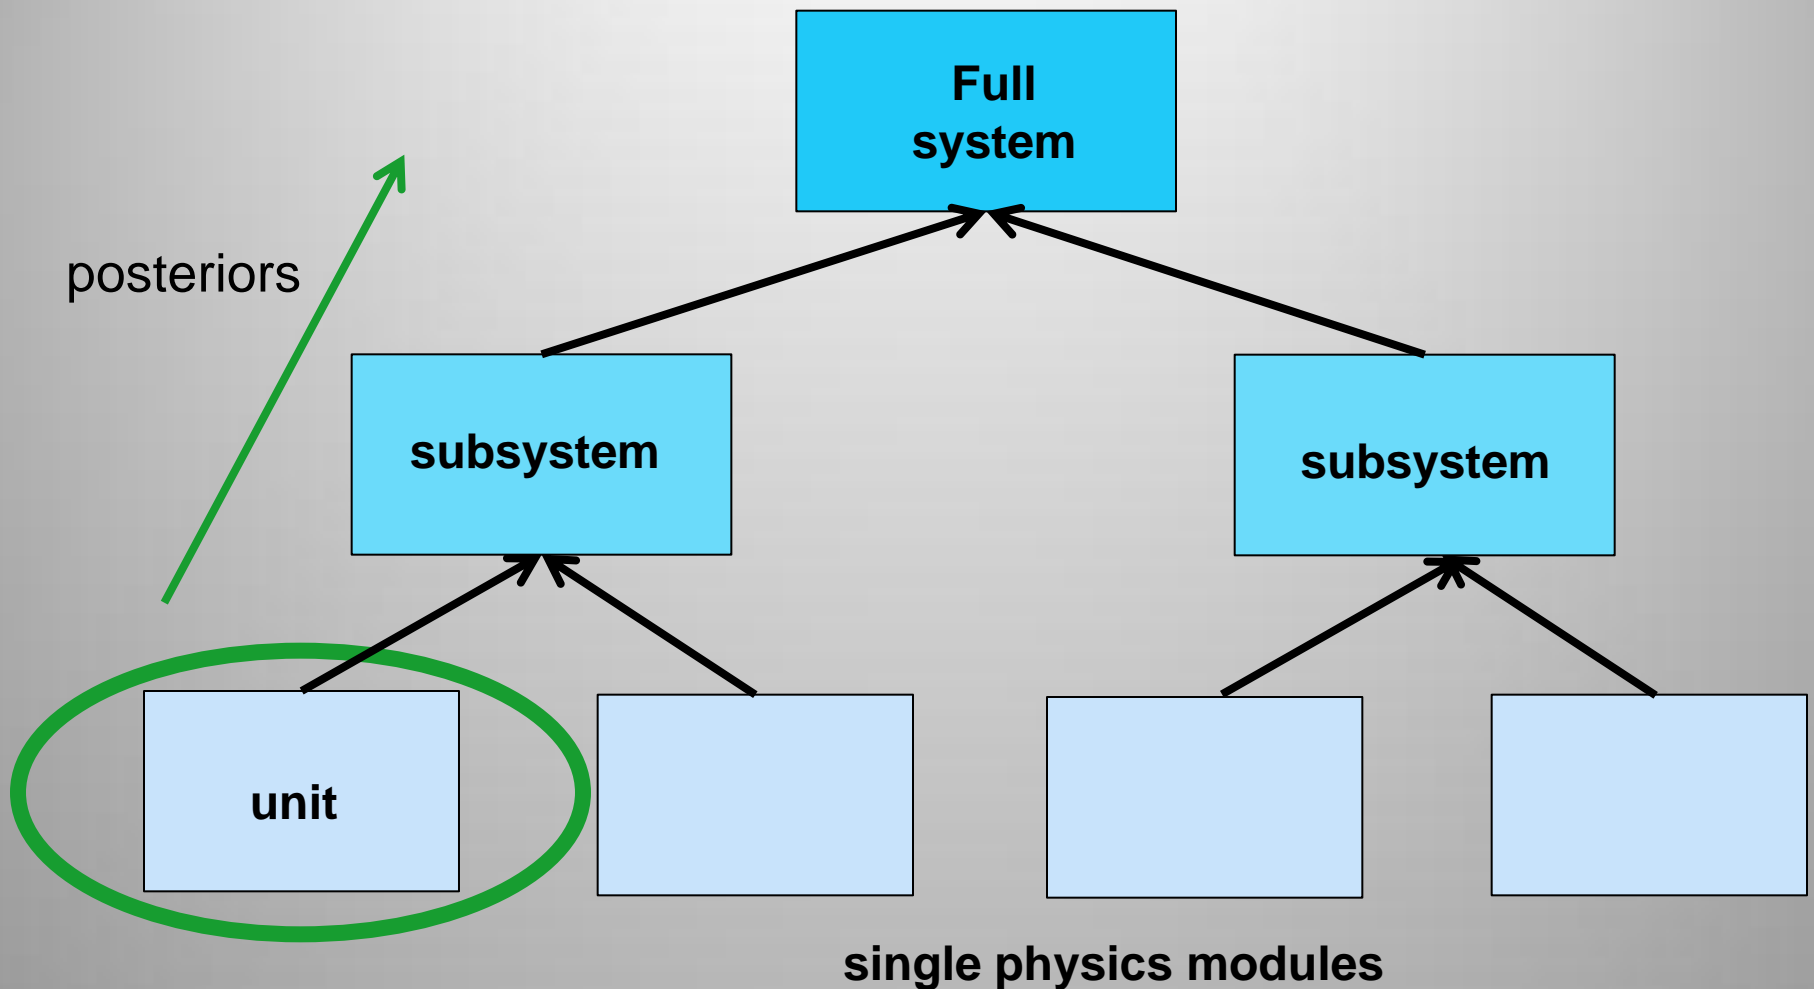 Full
system
posteriors
subsystem
subsystem
unit
single physics modules